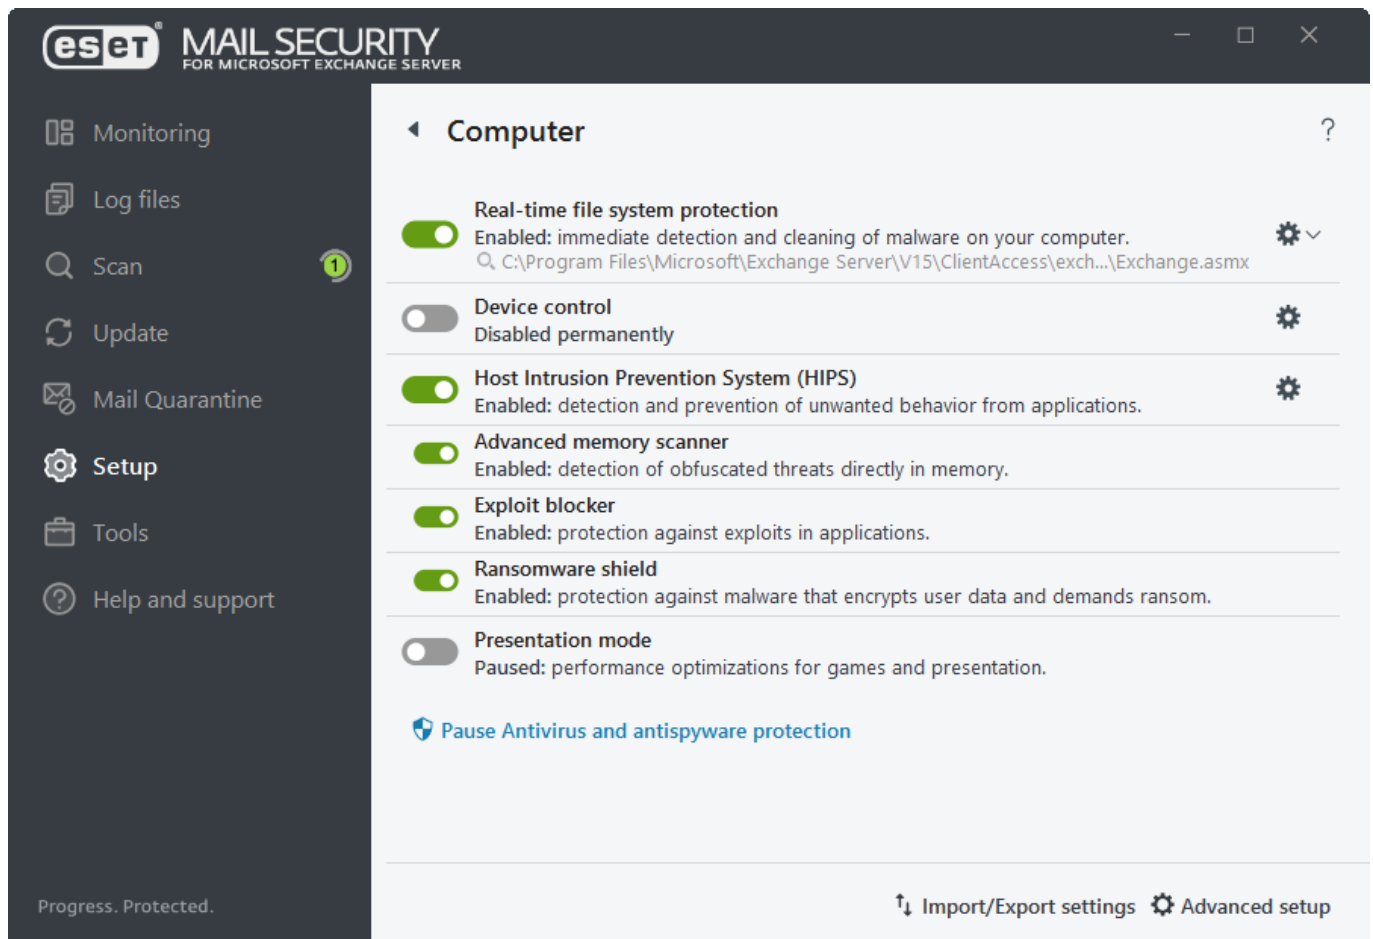 eseT® MAIL SECURITY
FOR MICROSOFT EXCHANGE SERVER
Monitoring
Log files
Scan
1
Update
Mail Quarantine
Setup
Tools
Help and support
Progress. Protected.
Computer
?
Real-time file system protection
Enabled: immediate detection and cleaning of malware on your computer.
C:\Program Files\Microsoft\Exchange Server\V15\ClientAccess\exch...\Exchange.asmx
Device control
Disabled permanently
Host Intrusion Prevention System (HIPS)
Enabled: detection and prevention of unwanted behavior from applications.
Advanced memory scanner
Enabled: detection of obfuscated threats directly in memory.
Exploit blocker
Enabled: protection against exploits in applications.
Ransomware shield
Enabled: protection against malware that encrypts user data and demands ransom.
Presentation mode
Paused: performance optimizations for games and presentation.
Pause Antivirus and antispyware protection
Import/Export settings
Advanced setup